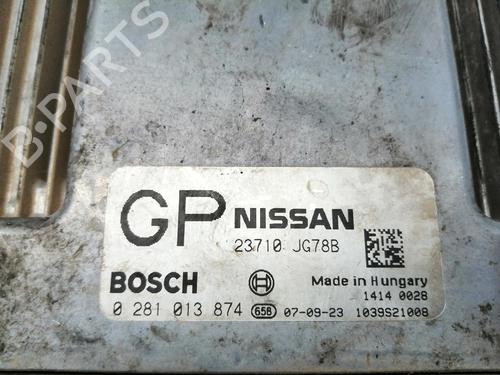 B-PARTS
GP NISSAN
23710 JG78B
BOSCH
Made in Hungary
1414 0028
0 281 013 874 65B 07-09-23 1039S21008